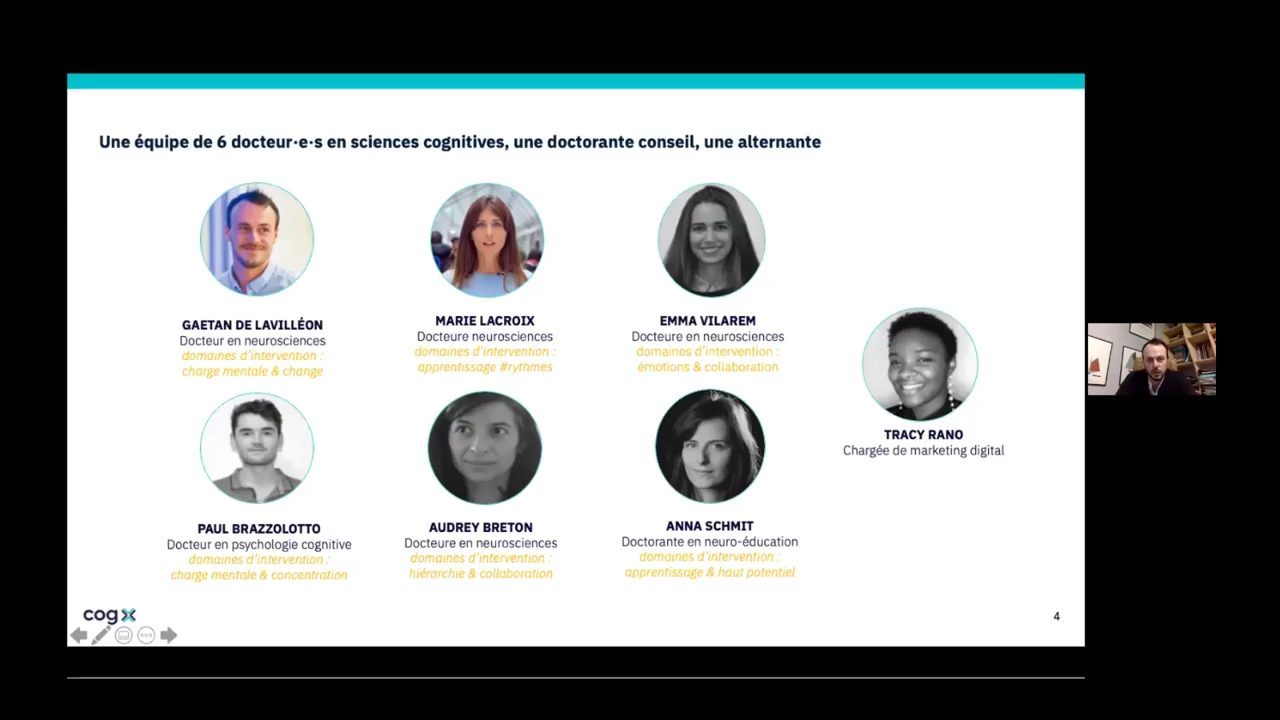 Une équipe de 6 docteur·e·s en sciences cognitives, une doctorante conseil, une alternante
GAETAN DE LAVILLÉON
Docteur en neurosciences
domaines d'intervention :
charge mentale & change
MARIE LACROIX
Docteure neurosciences
domaines d'intervention :
apprentissage #rythmes
EMMA VILAREM
Docteure en neurosciences
domaines d'intervention :
émotions & collaboration
PAUL BRAZZOLOTTO
Docteur en psychologie cognitive
domaines d'intervention :
charge mentale & concentration
AUDREY BRETON
Docteure en neurosciences
domaines d'intervention :
hiérarchie & collaboration
ANNA SCHMIT
Doctorante en neuro-éducation
domaines d'intervention :
apprentissage & haut potentiel
TRACY RANO
Chargée de marketing digital
cogX
4